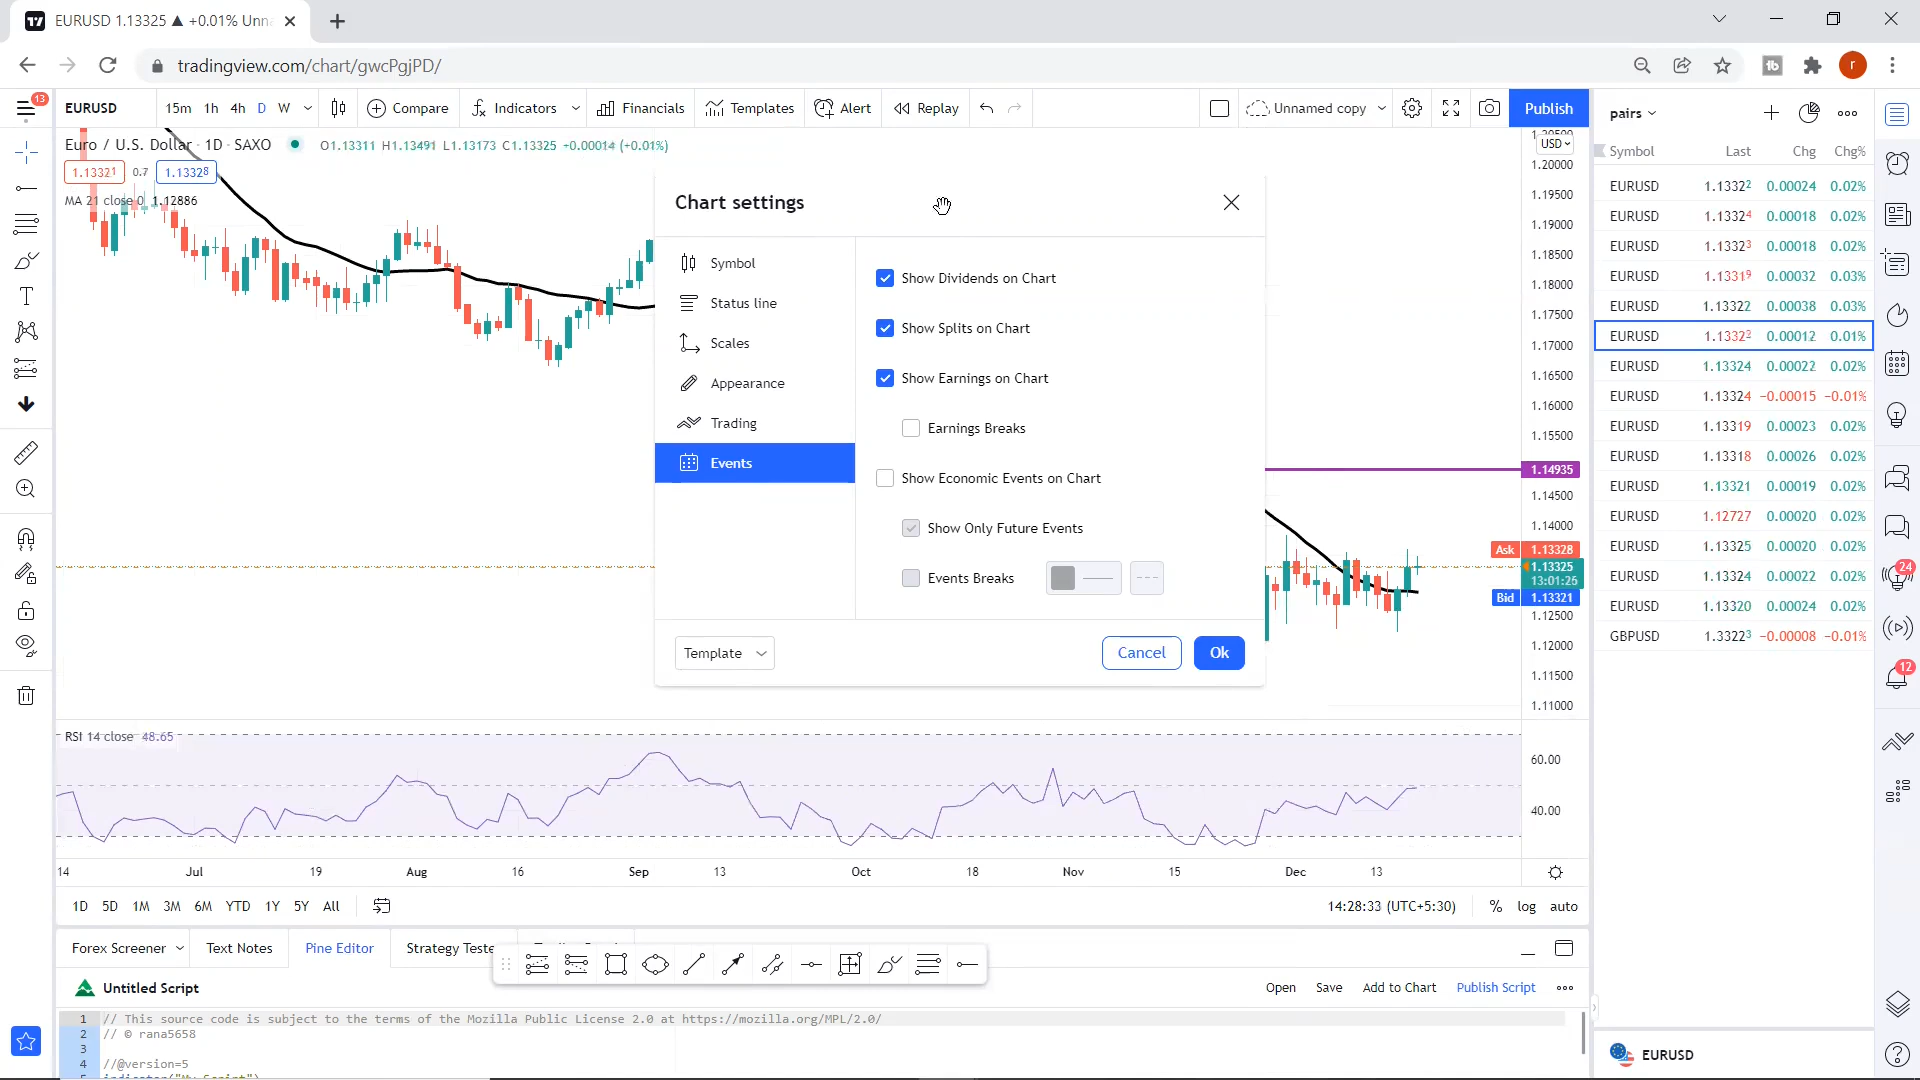 EURUSD 1.13325 ▲ +0.01% Unna
tradingview.com/chart/gwcPgjPD/
r
13
EURUSD 15m 1h 4h D W Compare Indicators Financials Templates Alert Replay Unnamed copy Publish
Euro / U.S. Dollar · 1D · SAXO O1.13311 H1.13491 L1.13173 C1.13325 +0.00014 (+0.01%)
1.13321 0.7 1.13328
MA 21 close 0 1.12886
Chart settings
Symbol
Status line
Scales
Appearance
Trading
Events
Show Dividends on Chart
Show Splits on Chart
Show Earnings on Chart
Earnings Breaks
Show Economic Events on Chart
Show Only Future Events
Events Breaks
Template
Cancel
Ok
1.20500
USD
1.20000
1.19500
1.19000
1.18500
1.18000
1.17500
1.17000
1.16500
1.16000
1.15500
1.14935
1.14500
1.14000
Ask 1.13328
1.13325
13:01:26
Bid 1.13321
1.12500
1.12000
1.11500
1.11000
RSI 14 close 48.65
60.00
40.00
14 Jul 19 Aug 16 Sep 13 Oct 18 Nov 15 Dec 13
1D 5D 1M 3M 6M YTD 1Y 5Y All
14:28:33 (UTC+5:30) % log auto
Forex Screener Text Notes Pine Editor Strategy Teste
Untitled Script
Open Save Add to Chart Publish Script
1 // This source code is subject to the terms of the Mozilla Public License 2.0 at https://mozilla.org/MPL/2.0/
2 // © rana5658
3
4 //@version=5
pairs
Symbol Last Chg Chg%
EURUSD 1.13322 0.00024 0.02%
EURUSD 1.13324 0.00018 0.02%
EURUSD 1.13323 0.00018 0.02%
EURUSD 1.13319 0.00032 0.03%
EURUSD 1.13322 0.00038 0.03%
EURUSD 1.13322 0.00012 0.01%
EURUSD 1.13324 0.00022 0.02%
EURUSD 1.13324 −0.00015 −0.01%
EURUSD 1.13319 0.00023 0.02%
EURUSD 1.13318 0.00026 0.02%
EURUSD 1.13321 0.00019 0.02%
EURUSD 1.12727 0.00020 0.02%
EURUSD 1.13325 0.00020 0.02%
EURUSD 1.13324 0.00022 0.02%
EURUSD 1.13320 0.00024 0.02%
GBPUSD 1.33223 −0.00008 −0.01%
24
12
EURUSD